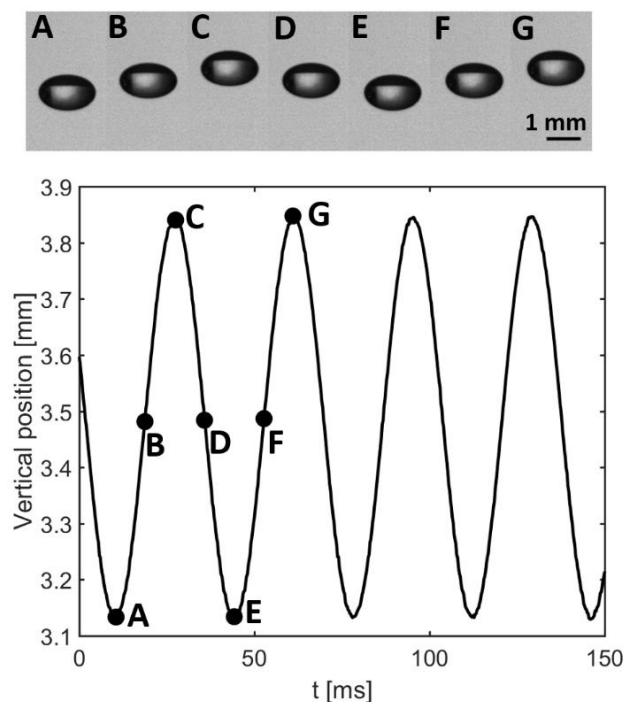 A B C D E F G
1 mm
3.9
3.8
3.7
3.6
3.5
3.4
3.3
3.2
3.1
Vertical position [mm]
C
G
B
D
F
A
E
0 50 100 150
t [ms]